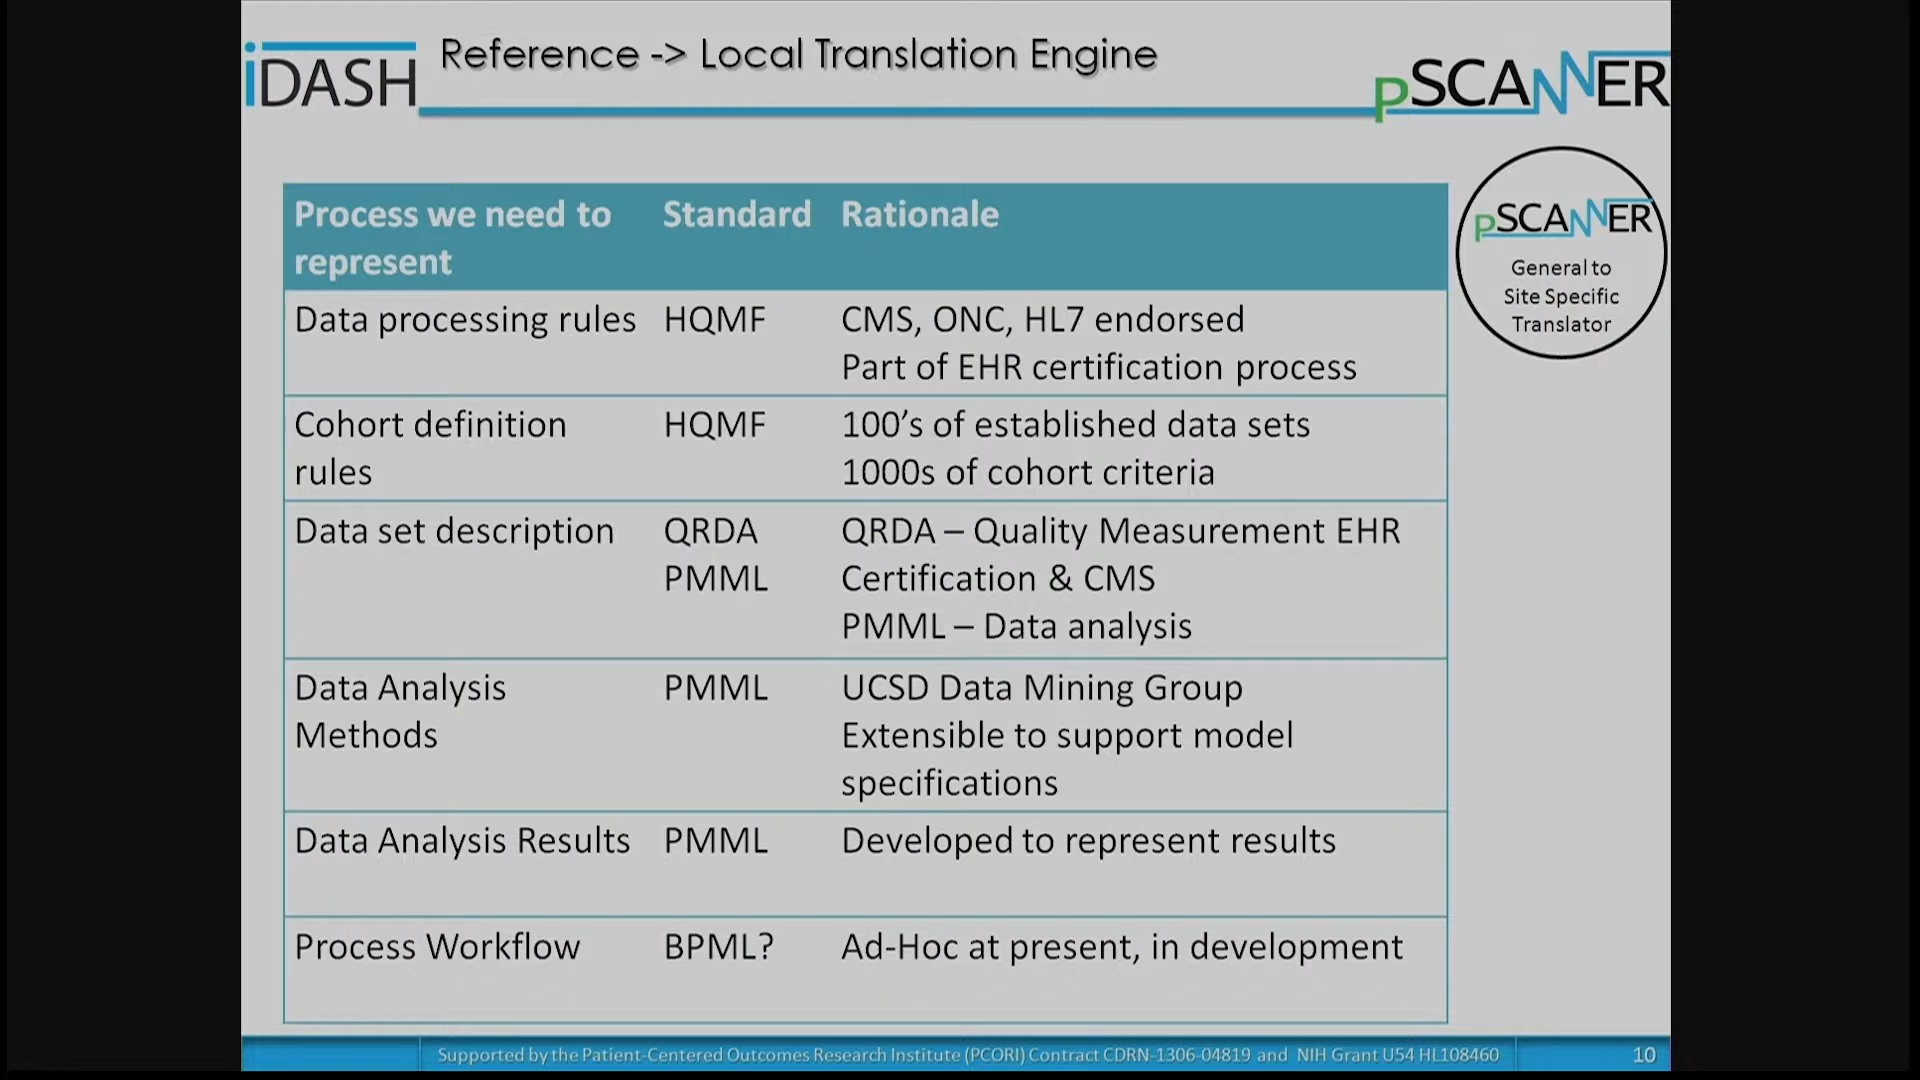 iDASH
Reference -> Local Translation Engine
pSCANNER
Process we need to represent
Standard
Rationale
Data processing rules
HQMF
CMS, ONC, HL7 endorsed
Part of EHR certification process
Cohort definition
rules
HQMF
100’s of established data sets
1000s of cohort criteria
Data set description
QRDA
PMML
QRDA – Quality Measurement EHR
Certification & CMS
PMML – Data analysis
Data Analysis
Methods
PMML
UCSD Data Mining Group
Extensible to support model
specifications
Data Analysis Results
PMML
Developed to represent results
Process Workflow
BPML?
Ad-Hoc at present, in development
pSCANNER
General to
Site Specific
Translator
Supported by the Patient-Centered Outcomes Research Institute (PCORI) Contract CDRN-1306-04819 and NIH Grant U54 HL108460
10